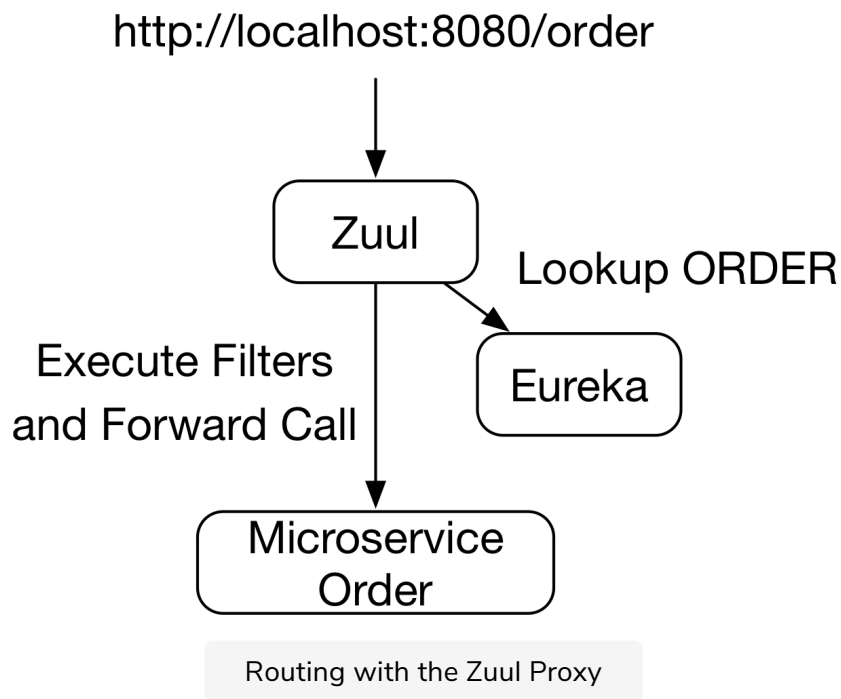 http://localhost:8080/order
Zuul
Lookup ORDER
Execute Filters
and Forward Call
Eureka
Microservice
Order
Routing with the Zuul Proxy